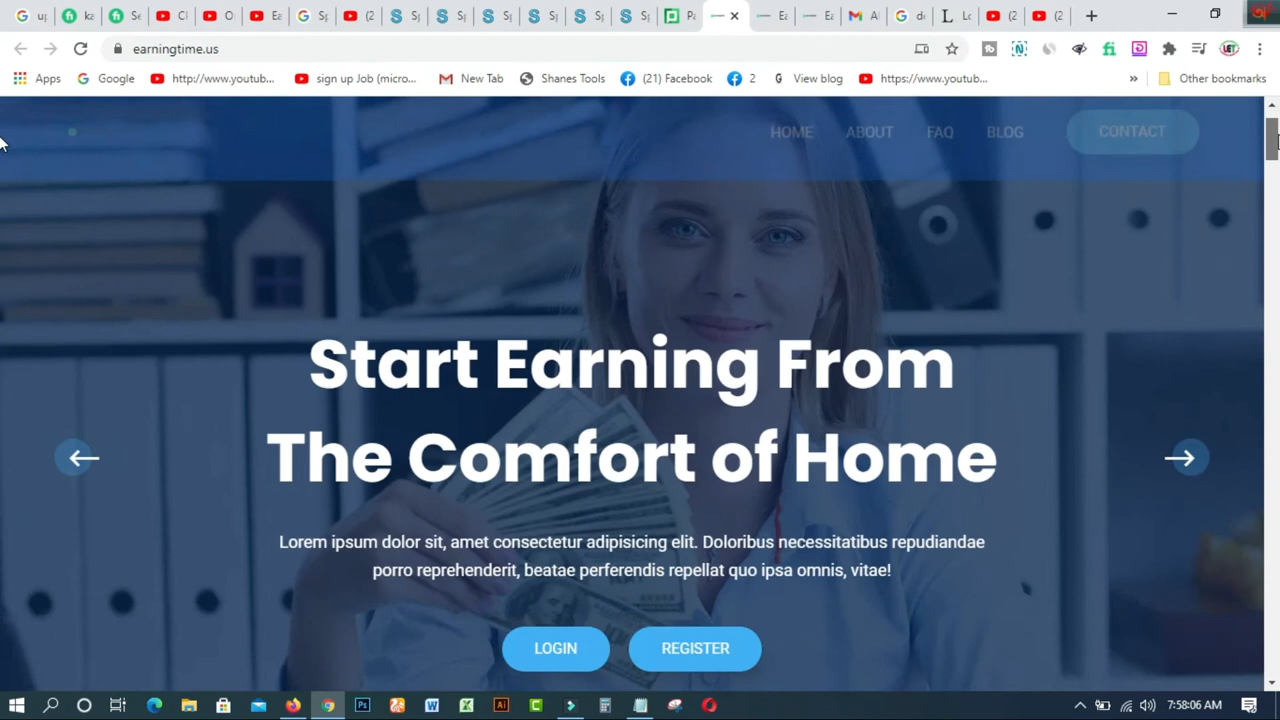 earningtime.us
Apps
Google
http://www.youtub...
sign up Job (micro...
New Tab
Shanes Tools
(21) Facebook
2
View blog
https://www.youtub...
»
Other bookmarks
HOME
ABOUT
FAQ
BLOG
CONTACT
Start Earning From
The Comfort of Home
Lorem ipsum dolor sit, amet consectetur adipisicing elit. Doloribus necessitatibus repudiandae
porro reprehenderit, beatae perferendis repellat quo ipsa omnis, vitae!
LOGIN
REGISTER
7:58:06 AM